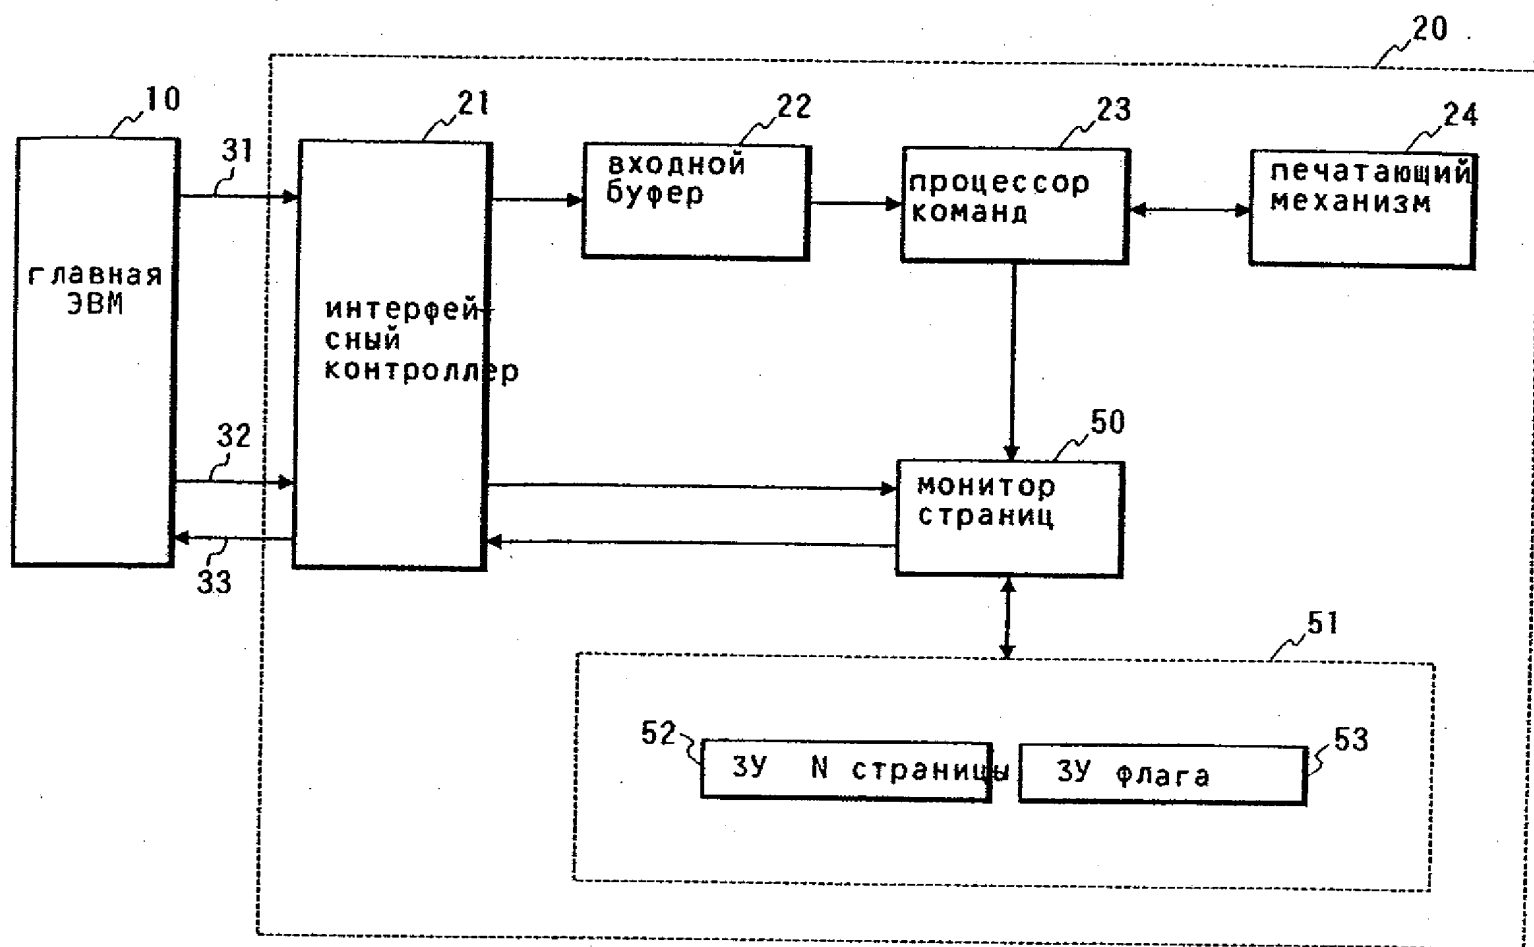 20
10
21
22
23
24
31
входной
буфер
процессор
команд
печатающий
механизм
главная
ЭВМ
интерфей-
сный
контроллер
32
50
монитор
страниц
33
51
52
ЗУ N страницы
ЗУ флага
53